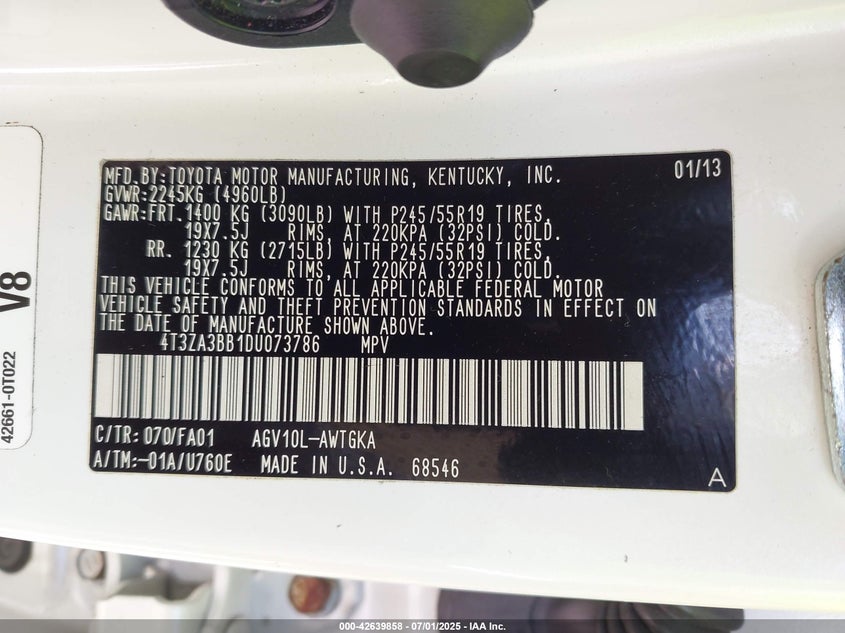 MFD.BY:TOYOTA MOTOR MANUFACTURING, KENTUCKY, INC. 01/13
GVWR:2245KG (4960LB)
GAWR:FRT.1400 KG (3090LB) WITH P245/55R19 TIRES,
19X7.5J RIMS, AT 220KPA (32PSI) COLD.
RR. 1230 KG (2715LB) WITH P245/55R19 TIRES,
19X7.5J RIMS, AT 220KPA (32PSI) COLD.
THIS VEHICLE CONFORMS TO ALL APPLICABLE FEDERAL MOTOR
VEHICLE SAFETY AND THEFT PREVENTION STANDARDS IN EFFECT ON
THE DATE OF MANUFACTURE SHOWN ABOVE.
4T3ZA3BB1DU073786 MPV
C/TR: 070/FA01 AGV10L-AWTGKA
A/TM:-01A/U760E MADE IN U.S.A. 68546
A
V8
42661-0T022
000-42639858 - 07/01/2025 - IAA Inc.